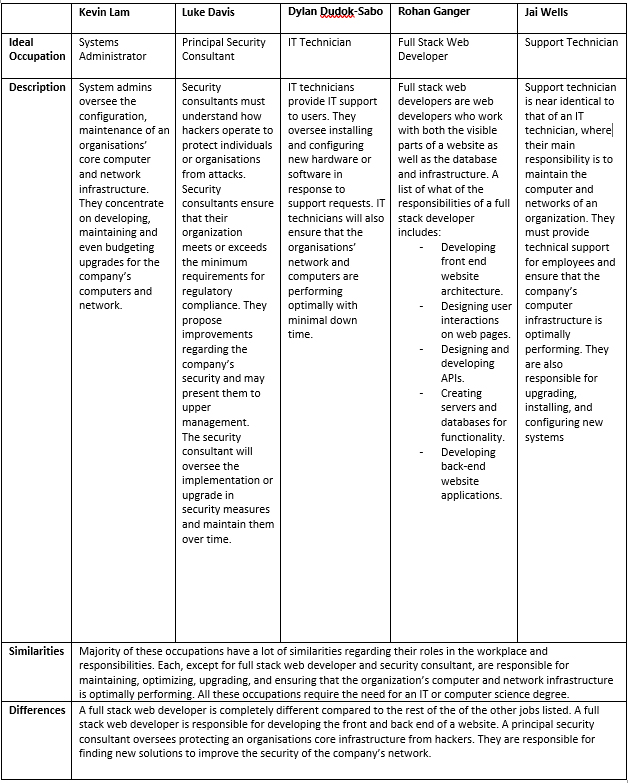 Kevin Lam
Luke Davis
Dylan Dudok-Sabo
Rohan Ganger
Jai Wells
Ideal
Occupation
Systems
Administrator
Principal Security
Consultant
IT Technician
Full Stack Web
Developer
Support Technician
Description
System admins
oversee the
configuration,
maintenance of an
organisations’
core computer
and network
infrastructure.
They concentrate
on developing,
maintaining and
even budgeting
upgrades for the
company’s
computers and
network.
Security
consultants must
understand how
hackers operate to
protect individuals
or organisations
from attacks.
Security
consultants ensure
that their
organization
meets or exceeds
the minimum
requirements for
regulatory
compliance. They
propose
improvements
regarding the
company’s
security and may
present them to
upper
management.
The security
consultant will
oversee the
implementation or
upgrade in
security measures
and maintain them
over time.
IT technicians
provide IT support
to users. They
oversee installing
and configuring
new hardware or
software in
response to
support requests. IT
technicians will also
ensure that the
organisations’
network and
computers are
performing
optimally with
minimal down
time.
Full stack web
developers are web
developers who work
with both the visible
parts of a website as
well as the database
and infrastructure. A
list of what of the
responsibilities of a full
stack developer
includes:
- Developing
front end
website
architecture.
- Designing user
interactions
on web pages.
- Designing and
developing
APIs.
- Creating
servers and
databases for
functionality.
- Developing
back-end
website
applications.
Support technician
is near identical to
that of an IT
technician, where
their main
responsibility is to
maintain the
computer and
networks of an
organization. They
must provide
technical support
for employees and
ensure that the
company’s
computer
infrastructure is
optimally
performing. They
are also
responsible for
upgrading,
installing, and
configuring new
systems
Similarities
Majority of these occupations have a lot of similarities regarding their roles in the workplace and
responsibilities. Each, except for full stack web developer and security consultant, are responsible for
maintaining, optimizing, upgrading, and ensuring that the organization’s computer and network infrastructure
is optimally performing. All these occupations require the need for an IT or computer science degree.
Differences
A full stack web developer is completely different compared to the rest of the of the other jobs listed. A full
stack web developer is responsible for developing the front and back end of a website. A principal security
consultant oversees protecting an organisations core infrastructure from hackers. They are responsible for
finding new solutions to improve the security of the company’s network.